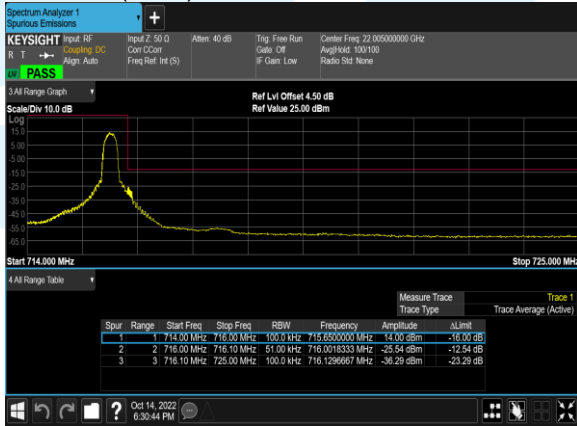 Spectrum Analyzer 1
Spurious Emissions
KEYSIGHT Input: RF Input Z: 50 Ω Atten: 40 dB Trig: Free Run Center Freq: 22.005000000 GHz
R T Coupling: DC Corr CCorr Gate: Off Avg|Hold: 100/100
Align: Auto Freq Ref: Int (S) IF Gain: Low Radio Std: None
PASS
3 All Range Graph
Ref Lvl Offset 4.50 dB
Scale/Div 10.0 dB Ref Value 25.00 dBm
Log
15.0
5.00
-5.00
-15.0
-25.0
-35.0
-45.0
-55.0
-65.0
Start 714.000 MHz Stop 725.000 MHz
4 All Range Table
Measure Trace Trace 1
Trace Type Trace Average (Active)
Spur Range Start Freq Stop Freq RBW Frequency Amplitude ΔLimit
1 1 714.00 MHz 716.00 MHz 100.0 kHz 715.6500000 MHz 14.00 dBm -16.00 dB
2 2 716.00 MHz 716.10 MHz 51.00 kHz 716.0018333 MHz -25.54 dBm -12.54 dB
3 3 716.10 MHz 725.00 MHz 100.0 kHz 716.1296667 MHz -36.29 dBm -23.29 dB
Oct 14, 2022
6:30:44 PM